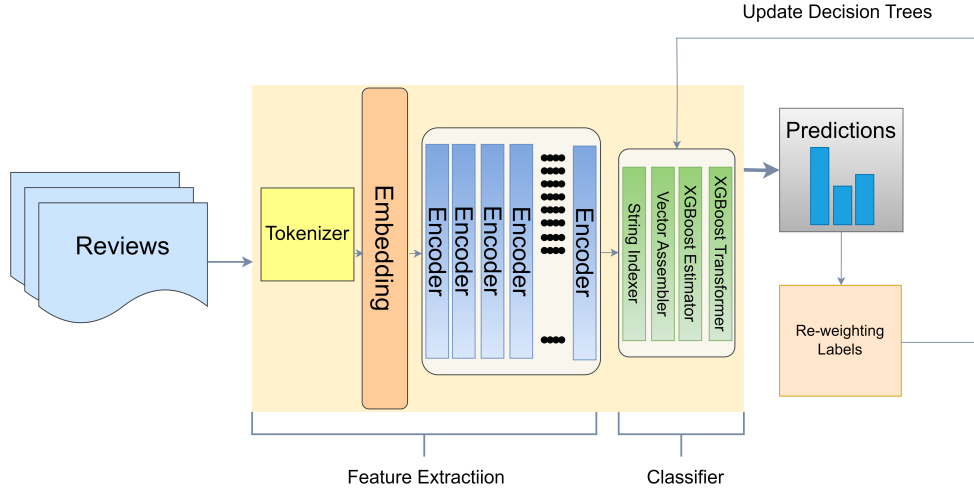 Update Decision Trees
Reviews
Tokenizer
Embedding
Encoder
Encoder
Encoder
Encoder
Encoder
String Indexer
Vector Assembler
XGBoost Estimator
XGBoost Transformer
Predictions
Re-weighting
Labels
Feature Extractiion
Classifier